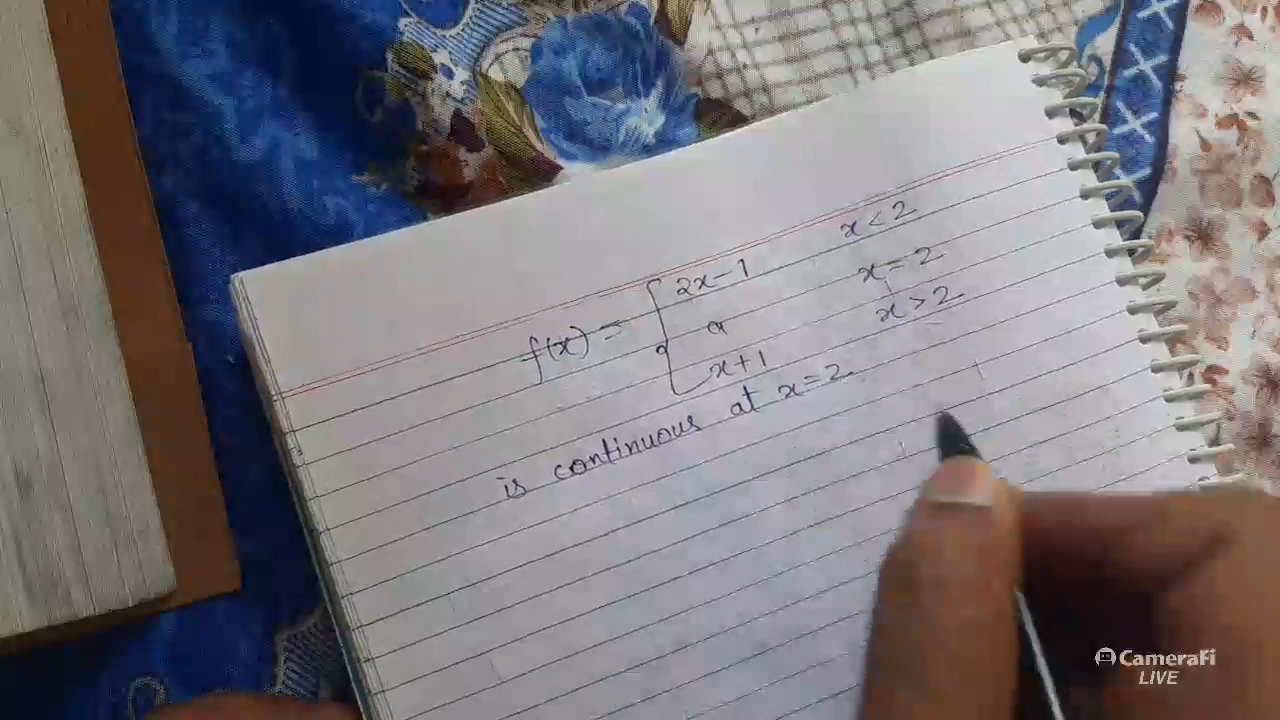 2x-1 x<2
f(x) = { a x=2
x+1 x>2
is continuous at x=2.
CameraFi
LIVE